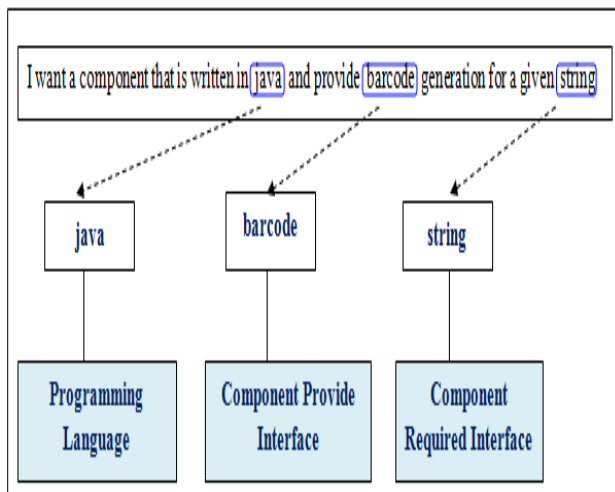 I want a component that is written in java and provide barcode generation for a given string
java
barcode
string
Programming
Language
Component Provide
Interface
Component
Required Interface